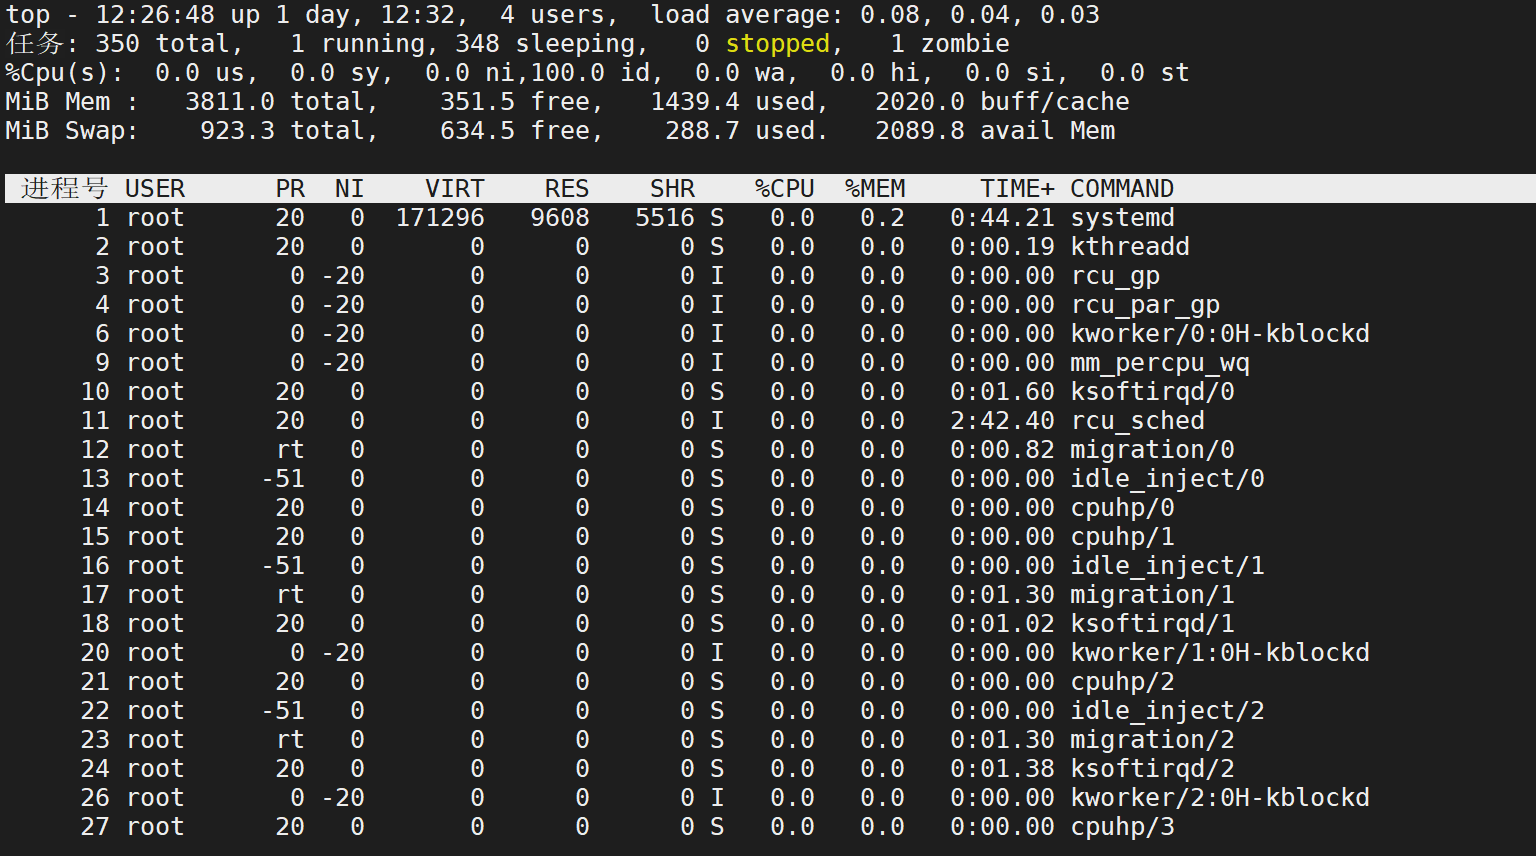 top - 12:26:48 up 1 day, 12:32,  4 users,  load average: 0.08, 0.04, 0.03
任务: 350 total,   1 running, 348 sleeping,   0 stopped,   1 zombie
%Cpu(s):  0.0 us,  0.0 sy,  0.0 ni,100.0 id,  0.0 wa,  0.0 hi,  0.0 si,  0.0 st
MiB Mem :   3811.0 total,    351.5 free,   1439.4 used,   2020.0 buff/cache
MiB Swap:    923.3 total,    634.5 free,    288.7 used.   2089.8 avail Mem
进程号 USER      PR  NI    VIRT    RES    SHR    %CPU  %MEM     TIME+ COMMAND
1 root      20   0  171296   9608   5516 S   0.0   0.2   0:44.21 systemd
2 root      20   0       0      0      0 S   0.0   0.0   0:00.19 kthreadd
3 root       0 -20       0      0      0 I   0.0   0.0   0:00.00 rcu_gp
4 root       0 -20       0      0      0 I   0.0   0.0   0:00.00 rcu_par_gp
6 root       0 -20       0      0      0 I   0.0   0.0   0:00.00 kworker/0:0H-kblockd
9 root       0 -20       0      0      0 I   0.0   0.0   0:00.00 mm_percpu_wq
10 root      20   0       0      0      0 S   0.0   0.0   0:01.60 ksoftirqd/0
11 root      20   0       0      0      0 I   0.0   0.0   2:42.40 rcu_sched
12 root      rt   0       0      0      0 S   0.0   0.0   0:00.82 migration/0
13 root     -51   0       0      0      0 S   0.0   0.0   0:00.00 idle_inject/0
14 root      20   0       0      0      0 S   0.0   0.0   0:00.00 cpuhp/0
15 root      20   0       0      0      0 S   0.0   0.0   0:00.00 cpuhp/1
16 root     -51   0       0      0      0 S   0.0   0.0   0:00.00 idle_inject/1
17 root      rt   0       0      0      0 S   0.0   0.0   0:01.30 migration/1
18 root      20   0       0      0      0 S   0.0   0.0   0:01.02 ksoftirqd/1
20 root       0 -20       0      0      0 I   0.0   0.0   0:00.00 kworker/1:0H-kblockd
21 root      20   0       0      0      0 S   0.0   0.0   0:00.00 cpuhp/2
22 root     -51   0       0      0      0 S   0.0   0.0   0:00.00 idle_inject/2
23 root      rt   0       0      0      0 S   0.0   0.0   0:01.30 migration/2
24 root      20   0       0      0      0 S   0.0   0.0   0:01.38 ksoftirqd/2
26 root       0 -20       0      0      0 I   0.0   0.0   0:00.00 kworker/2:0H-kblockd
27 root      20   0       0      0      0 S   0.0   0.0   0:00.00 cpuhp/3